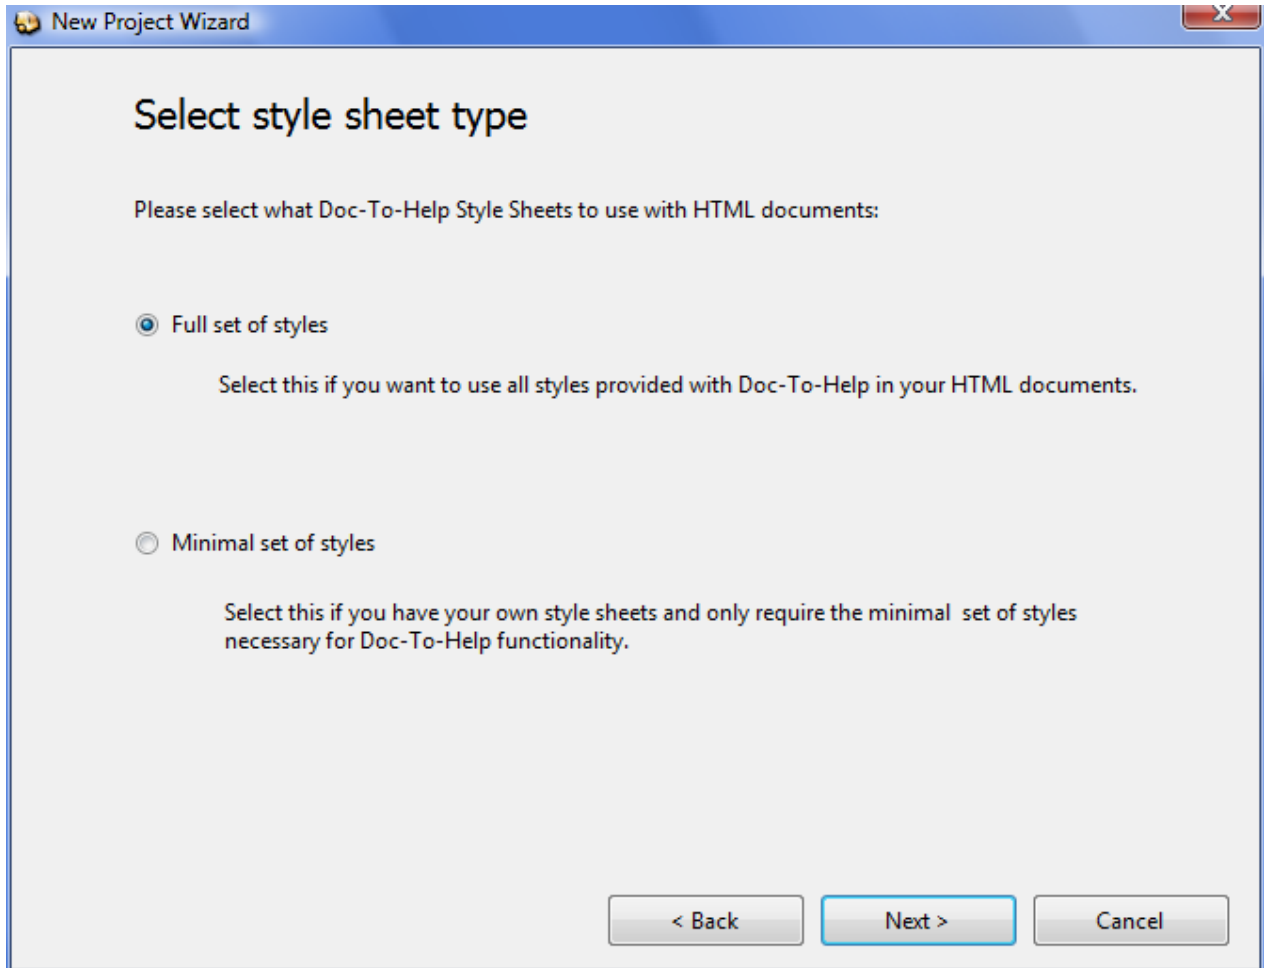 New Project Wizard
X
Select style sheet type
Please select what Doc-To-Help Style Sheets to use with HTML documents:
Full set of styles
Select this if you want to use all styles provided with Doc-To-Help in your HTML documents.
Minimal set of styles
Select this if you have your own style sheets and only require the minimal  set of styles
necessary for Doc-To-Help functionality.
< Back
Next >
Cancel